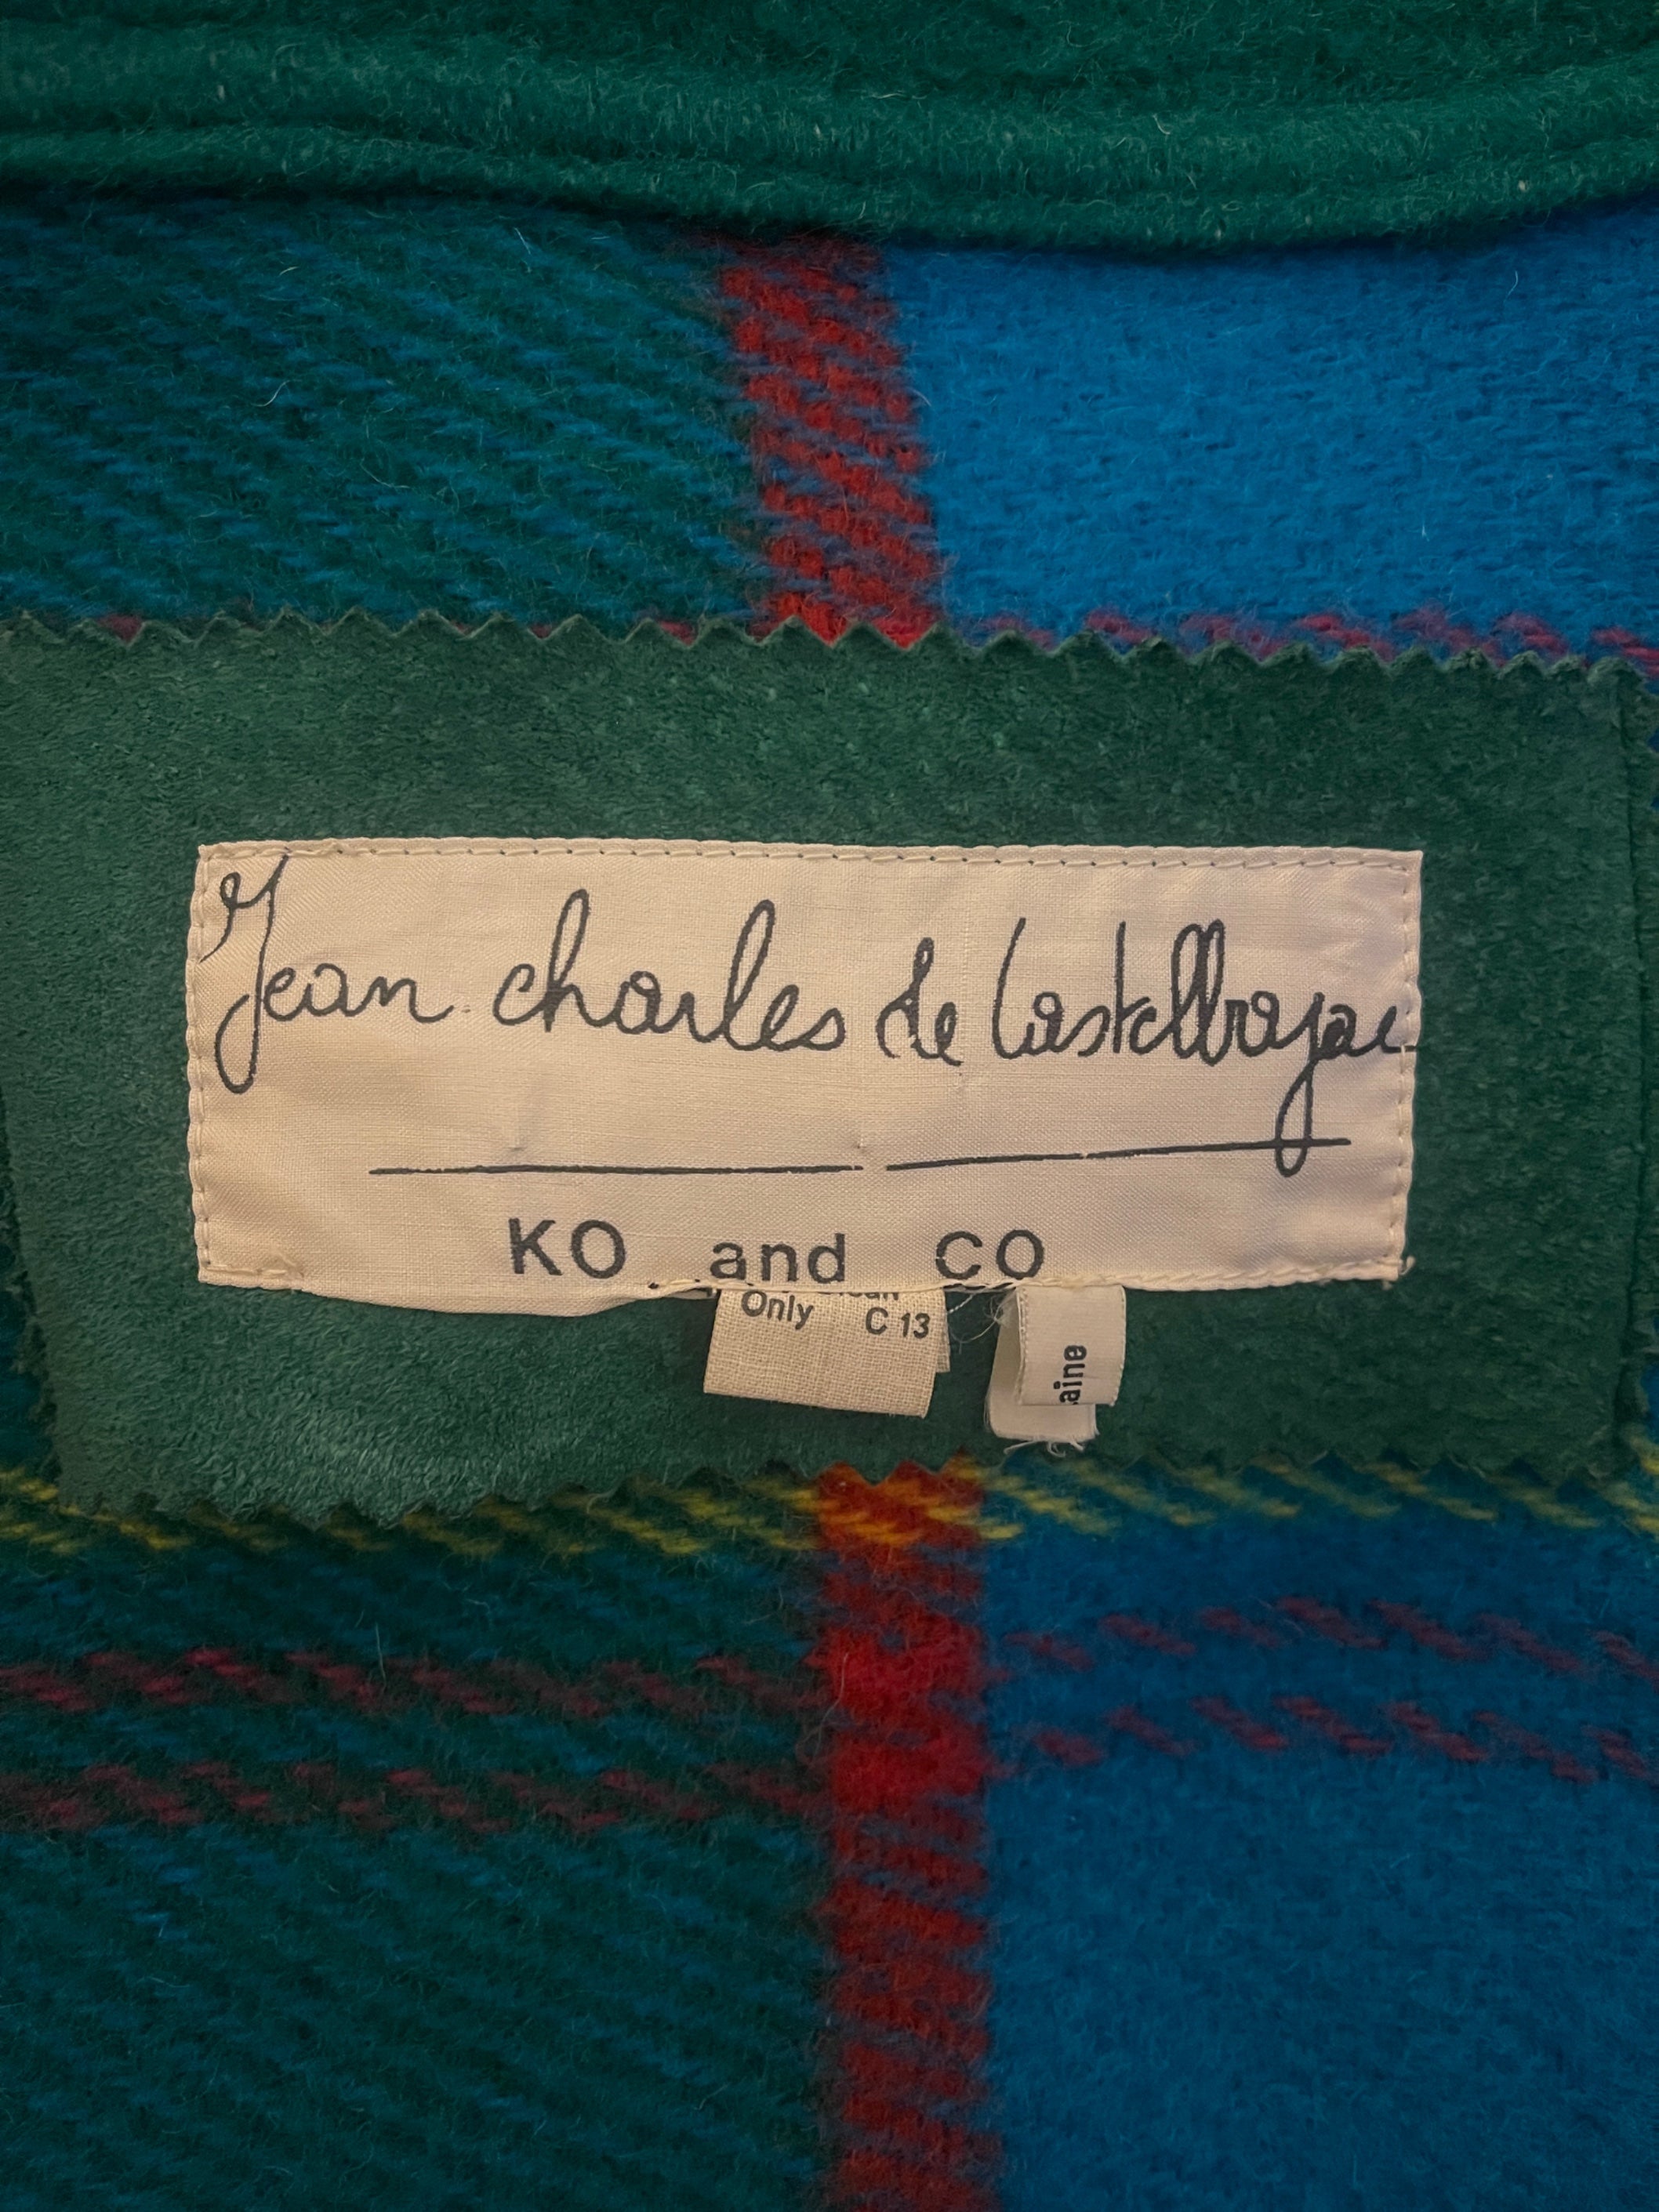 Jean charles de Castelbajac
KO and CO
Only C 13
aine